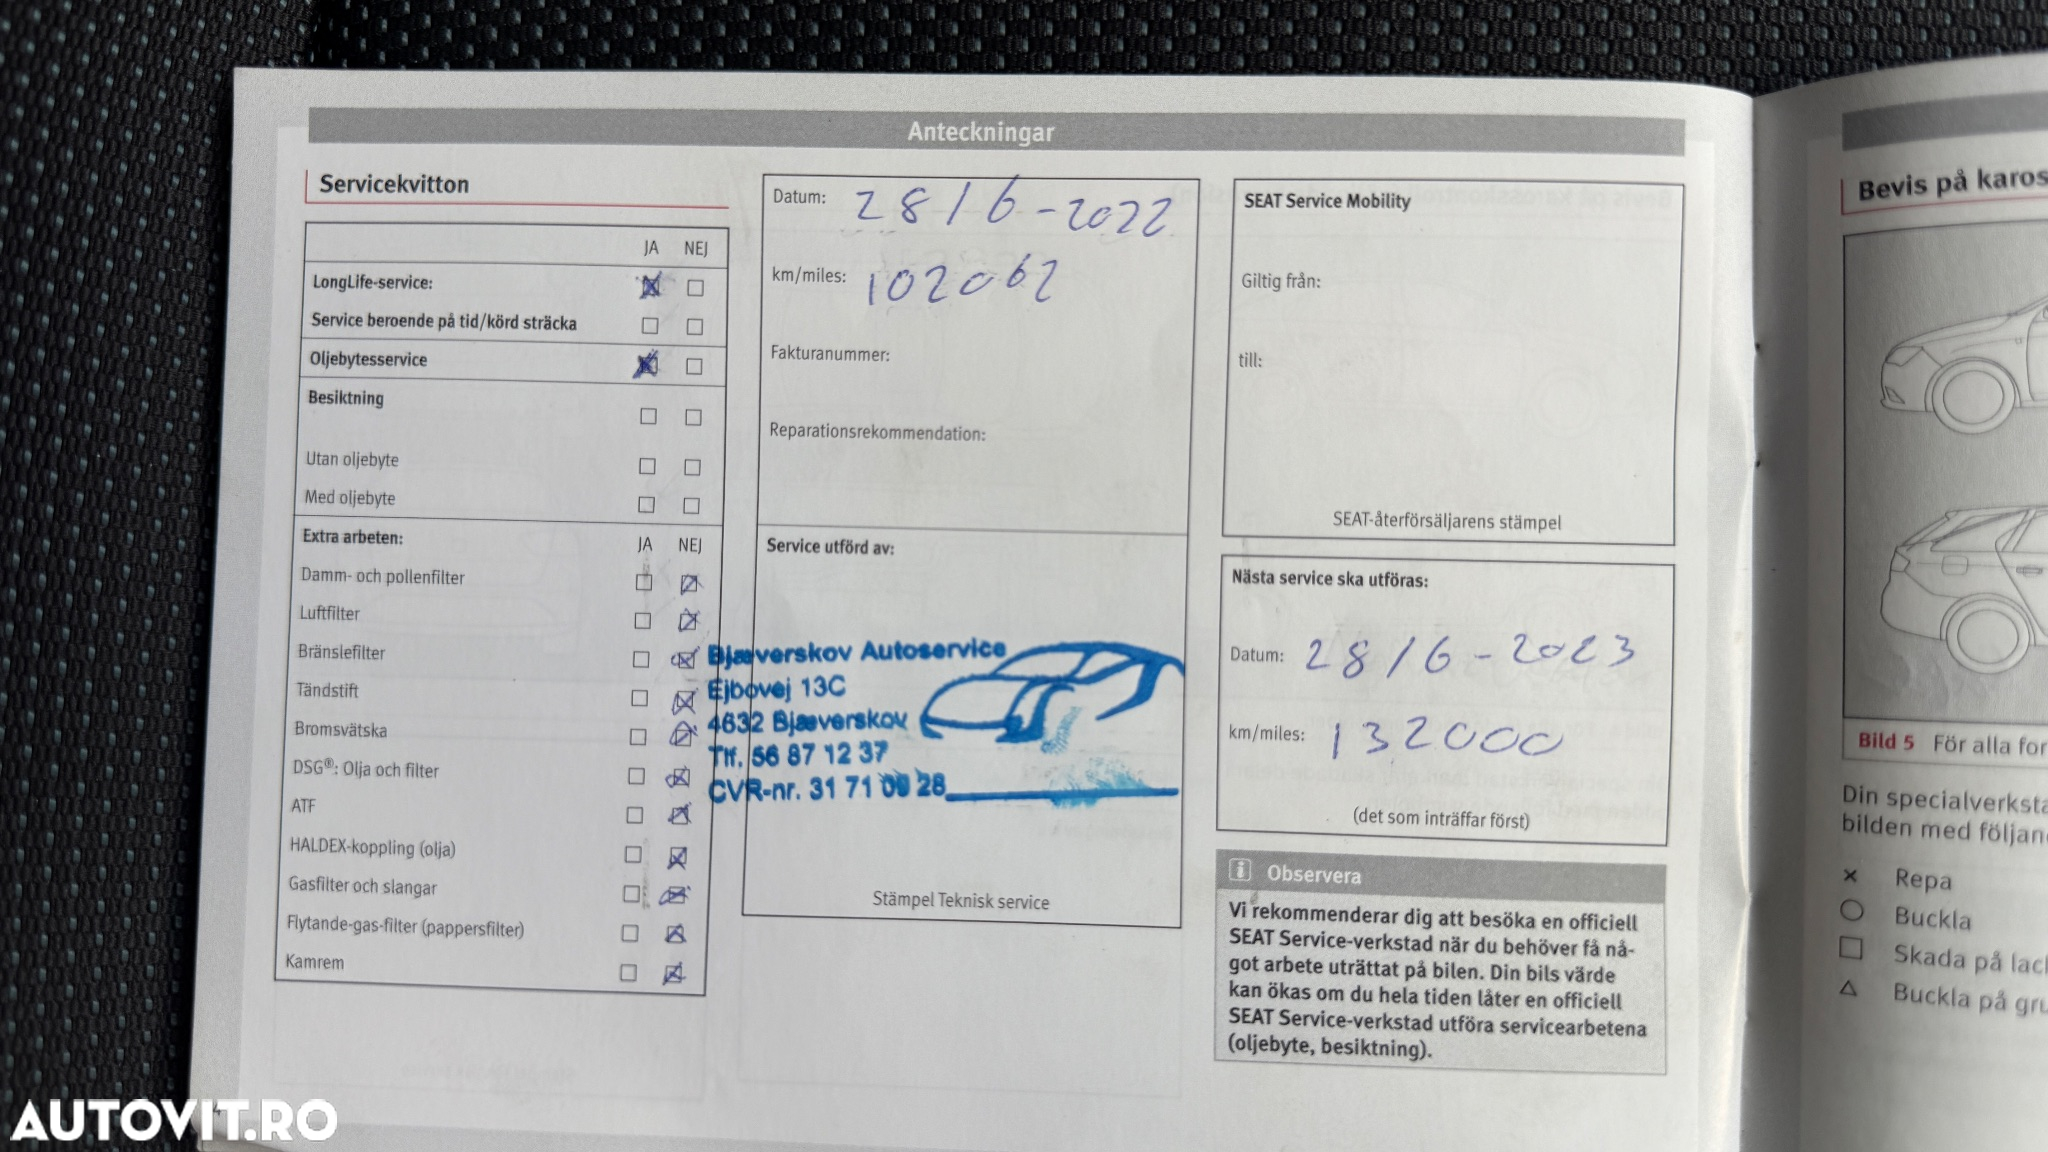 Anteckningar
Servicekvitton
JA NEJ
LongLife-service:
Service beroende på tid/körd sträcka
Oljebytesservice
Besiktning
Utan oljebyte
Med oljebyte
Extra arbeten: JA NEJ
Damm- och pollenfilter
Luftfilter
Bränslefilter
Tändstift
Bromsvätska
DSG®: Olja och filter
ATF
HALDEX-koppling (olja)
Gasfilter och slangar
Flytande-gas-filter (pappersfilter)
Kamrem
Datum: 28/6-2022
km/miles: 102062
Fakturanummer:
Reparationsrekommendation:
Service utförd av:
Bjæverskov Autoservice
Ejbovej 13C
4632 Bjæverskov
Tlf. 56 87 12 37
CVR-nr. 31 71 09 28
Stämpel Teknisk service
SEAT Service Mobility
Giltig från:
till:
SEAT-återförsäljarens stämpel
Nästa service ska utföras:
Datum: 28/6-2023
km/miles: 132000
(det som inträffar först)
Observera
Vi rekommenderar dig att besöka en officiell
SEAT Service-verkstad när du behöver få nå-
got arbete uträttat på bilen. Din bils värde
kan ökas om du hela tiden låter en officiell
SEAT Service-verkstad utföra servicearbetena
(oljebyte, besiktning).
Bevis på karos
Bild 5 För alla for
Din specialverksta
bilden med följan
Repa
Buckla
Skada på lack
Buckla på gru
AUTOVIT.RO